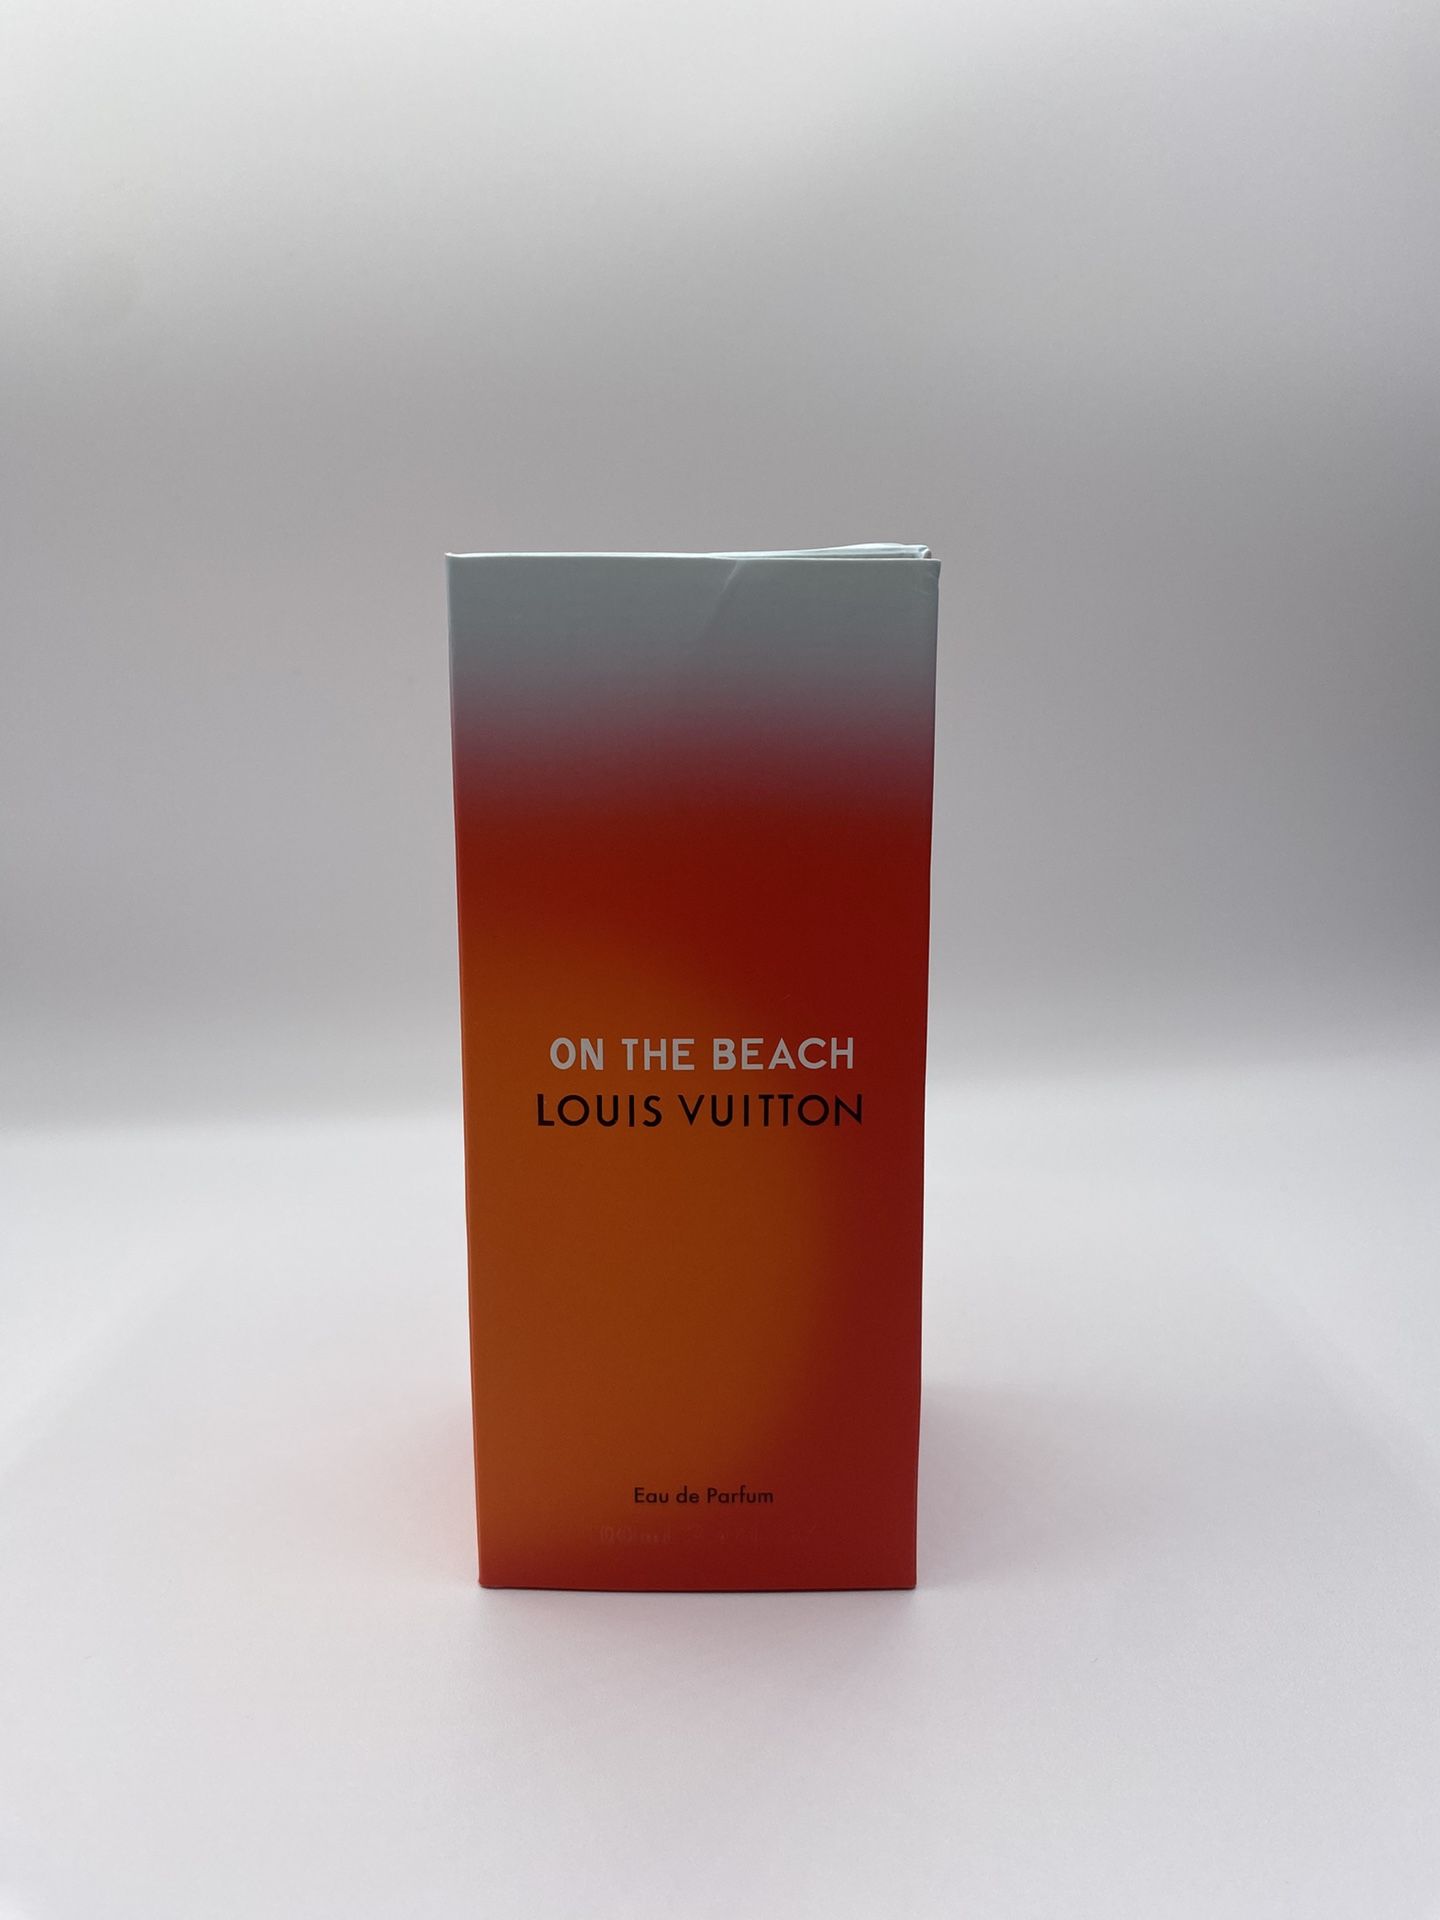 ON THE BEACH
LOUIS VUITTON
Eau de Parfum